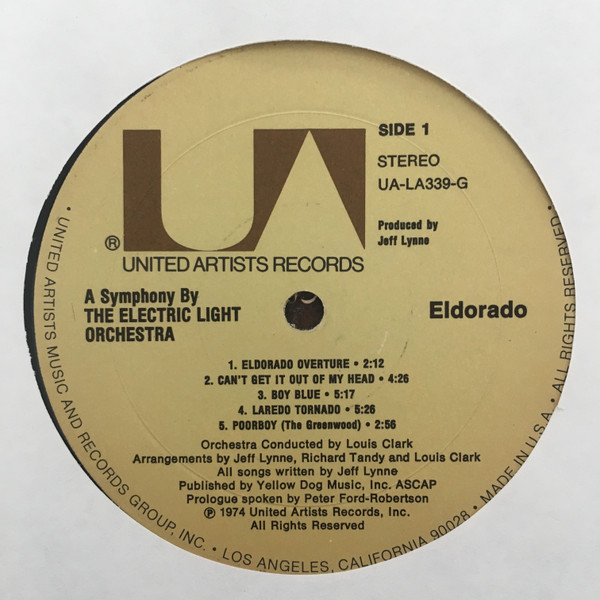 UA
SIDE 1
STEREO
UA-LA339-G
Produced by
Jeff Lynne
®
UNITED ARTISTS RECORDS
A Symphony By
THE ELECTRIC LIGHT
ORCHESTRA
Eldorado
1. ELDORADO OVERTURE • 2:12
2. CAN'T GET IT OUT OF MY HEAD • 4:26
3. BOY BLUE • 5:17
4. LAREDO TORNADO • 5:26
5. POORBOY (The Greenwood) • 2:56
Orchestra Conducted by Louis Clark
Arrangements by Jeff Lynne, Richard Tandy and Louis Clark
All songs written by Jeff Lynne
Published by Yellow Dog Music, Inc. ASCAP
Prologue spoken by Peter Ford-Robertson
℗ 1974 United Artists Records, Inc.
All Rights Reserved
• UNITED ARTISTS MUSIC AND RECORDS GROUP, INC. • LOS ANGELES, CALIFORNIA 90028 • MADE IN U.S.A. • ALL RIGHTS RESERVED •